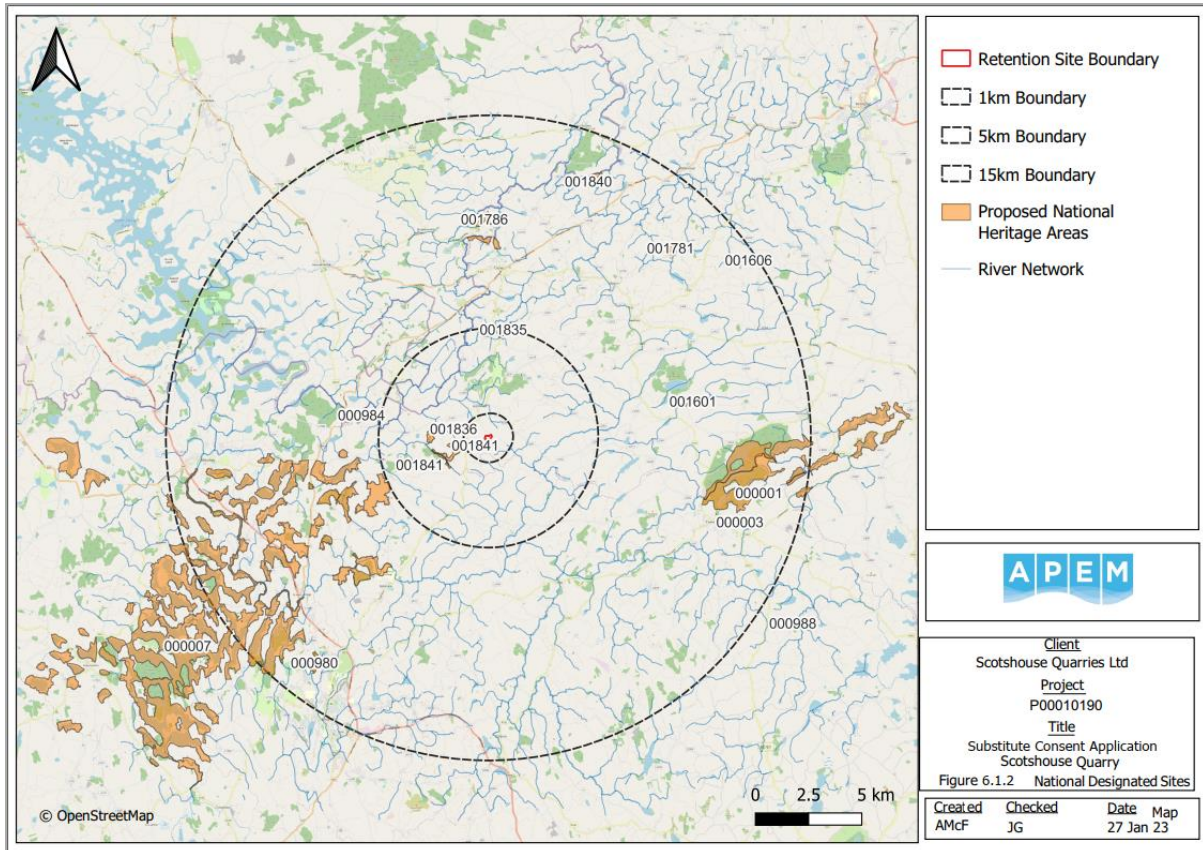 001840
001786
001781
001606
001835
001601
000984
001836
001841
001841
000001
000003
000988
000007
000980
0 2.5 5 km
© OpenStreetMap
Retention Site Boundary
1km Boundary
5km Boundary
15km Boundary
Proposed National
Heritage Areas
River Network
APEM
Client
Scotshouse Quarries Ltd
Project
P00010190
Title
Substitute Consent Application
Scotshouse Quarry
Figure 6.1.2 National Designated Sites
Created Checked Date Map
AMcF JG 27 Jan 23